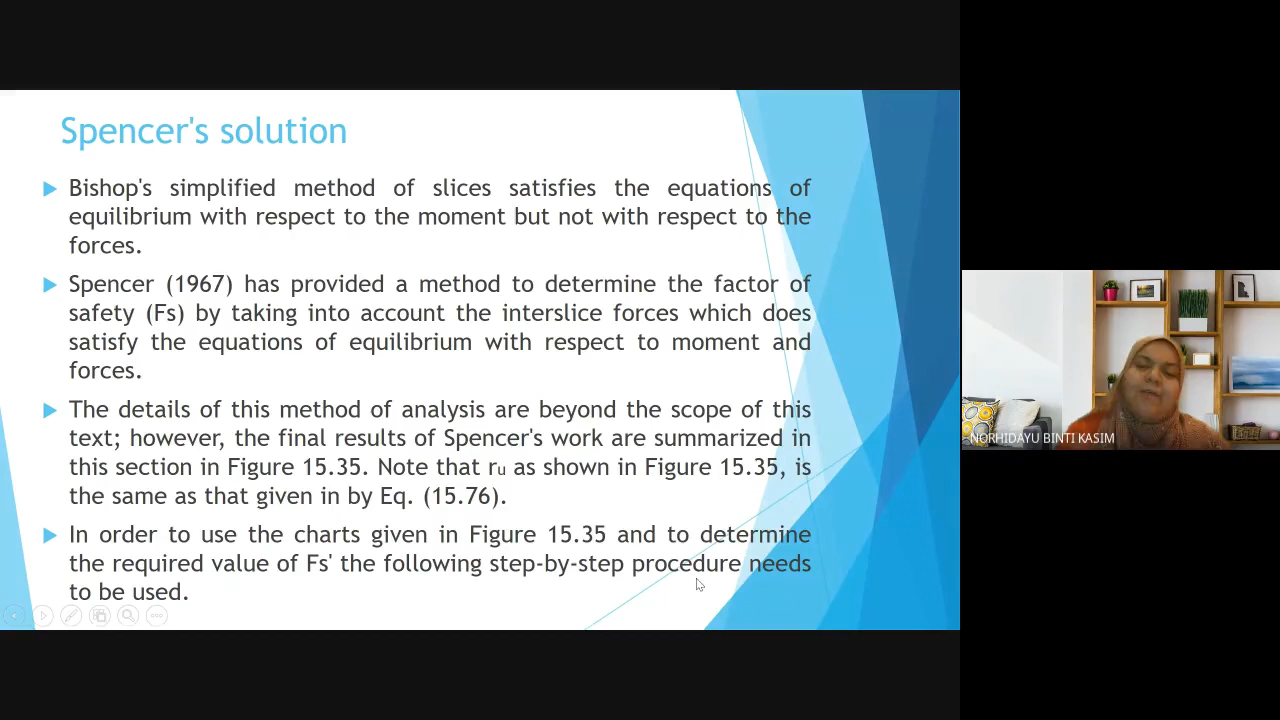 Spencer's solution
Bishop's simplified method of slices satisfies the equations of
equilibrium with respect to the moment but not with respect to the
forces.
Spencer (1967) has provided a method to determine the factor of
safety (Fs) by taking into account the interslice forces which does
satisfy the equations of equilibrium with respect to moment and
forces.
The details of this method of analysis are beyond the scope of this
text; however, the final results of Spencer's work are summarized in
this section in Figure 15.35. Note that ru as shown in Figure 15.35, is
the same as that given in by Eq. (15.76).
In order to use the charts given in Figure 15.35 and to determine
the required value of Fs' the following step-by-step procedure needs
to be used.
NORHIDAYU BINTI KASIM